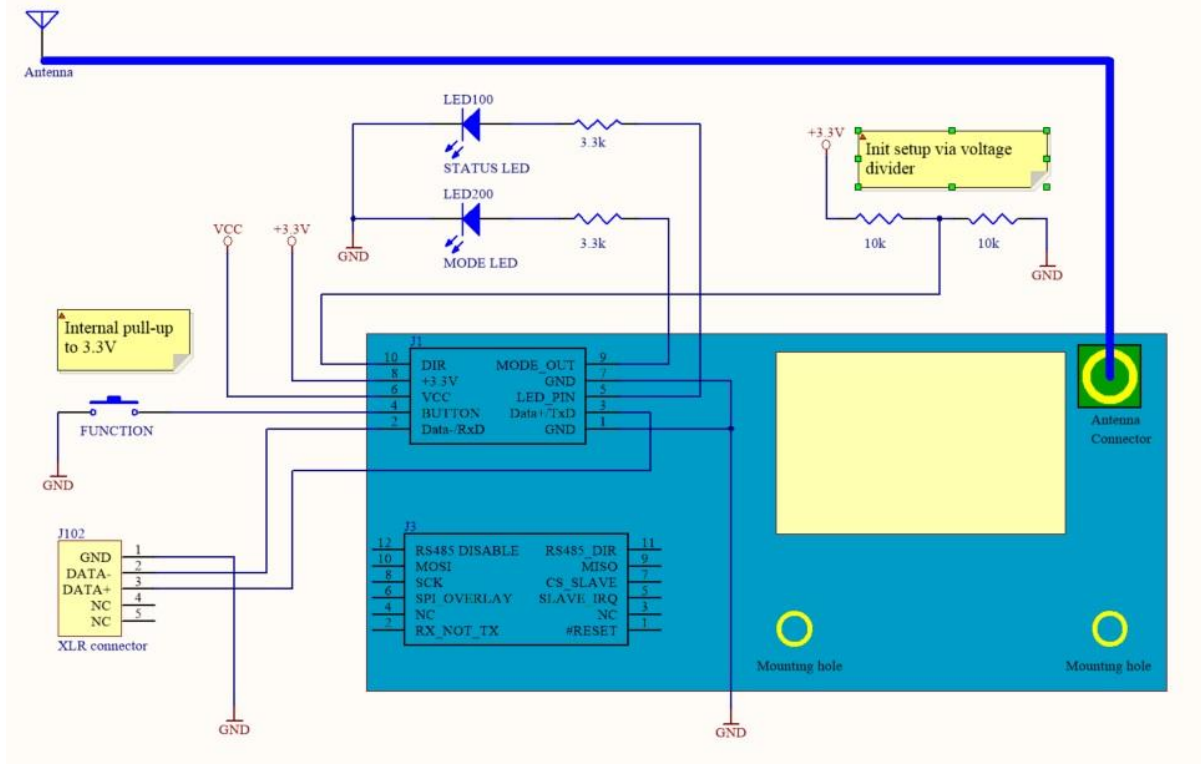 Antenna
LED100
3.3k
STATUS LED
LED200
3.3k
MODE LED
GND
+3.3V
Init setup via voltage
divider
10k
10k
GND
VCC
+3.3V
Internal pull-up
to 3.3V
FUNCTION
GND
J1
10 DIR MODE_OUT 9
8 +3.3V GND 7
6 VCC LED_PIN 5
4 BUTTON Data+/TxD 3
2 Data-/RxD GND 1
Antenna
Connector
J102
GND 1
DATA- 2
DATA+ 3
NC 4
NC 5
XLR connector
J3
12 RS485 DISABLE RS485_DIR 11
10 MOSI MISO 9
8 SCK CS_SLAVE 7
6 SPI_OVERLAY SLAVE_IRQ 5
4 NC NC 3
2 RX_NOT_TX #RESET 1
Mounting hole
Mounting hole
GND
GND